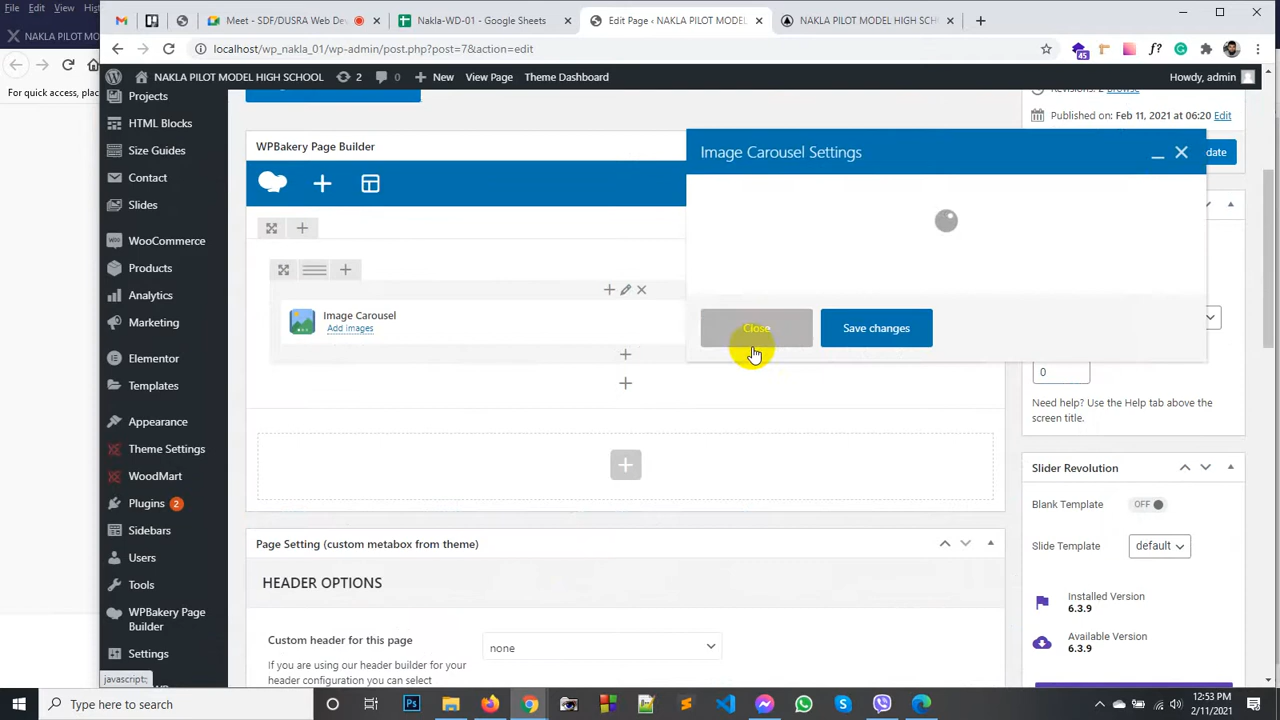 File Edit View Hist
Meet - SDF/DUSRA Web Dev
Nakla-WD-01 - Google Sheets
Edit Page ‹ NAKLA PILOT MODEL
NAKLA PILOT MODEL HIGH SCH
NAKLA PILOT MO
localhost/wp_nakla_01/wp-admin/post.php?post=7&action=edit
45
f?
For quick access, plac
NAKLA PILOT MODEL HIGH SCHOOL
2
0
New
View Page
Theme Dashboard
Howdy, admin
Projects
HTML Blocks
Size Guides
Contact
Slides
WooCommerce
Products
Analytics
Marketing
Elementor
Templates
Appearance
Theme Settings
WoodMart
Plugins 2
Sidebars
Users
Tools
WPBakery Page
Builder
Settings
javascript:;
WPBakery Page Builder
Image Carousel
Add images
Image Carousel Settings
Close
Save changes
Page Setting (custom metabox from theme)
HEADER OPTIONS
Custom header for this page
none
If you are using our header builder for your
header configuration you can select
Browse
Published on: Feb 11, 2021 at 06:20 Edit
date
0
Need help? Use the Help tab above the
screen title.
Slider Revolution
Blank Template
OFF
Slide Template
default
Installed Version
6.3.9
Available Version
6.3.9
Type here to search
Ps
12:53 PM
2/11/2021